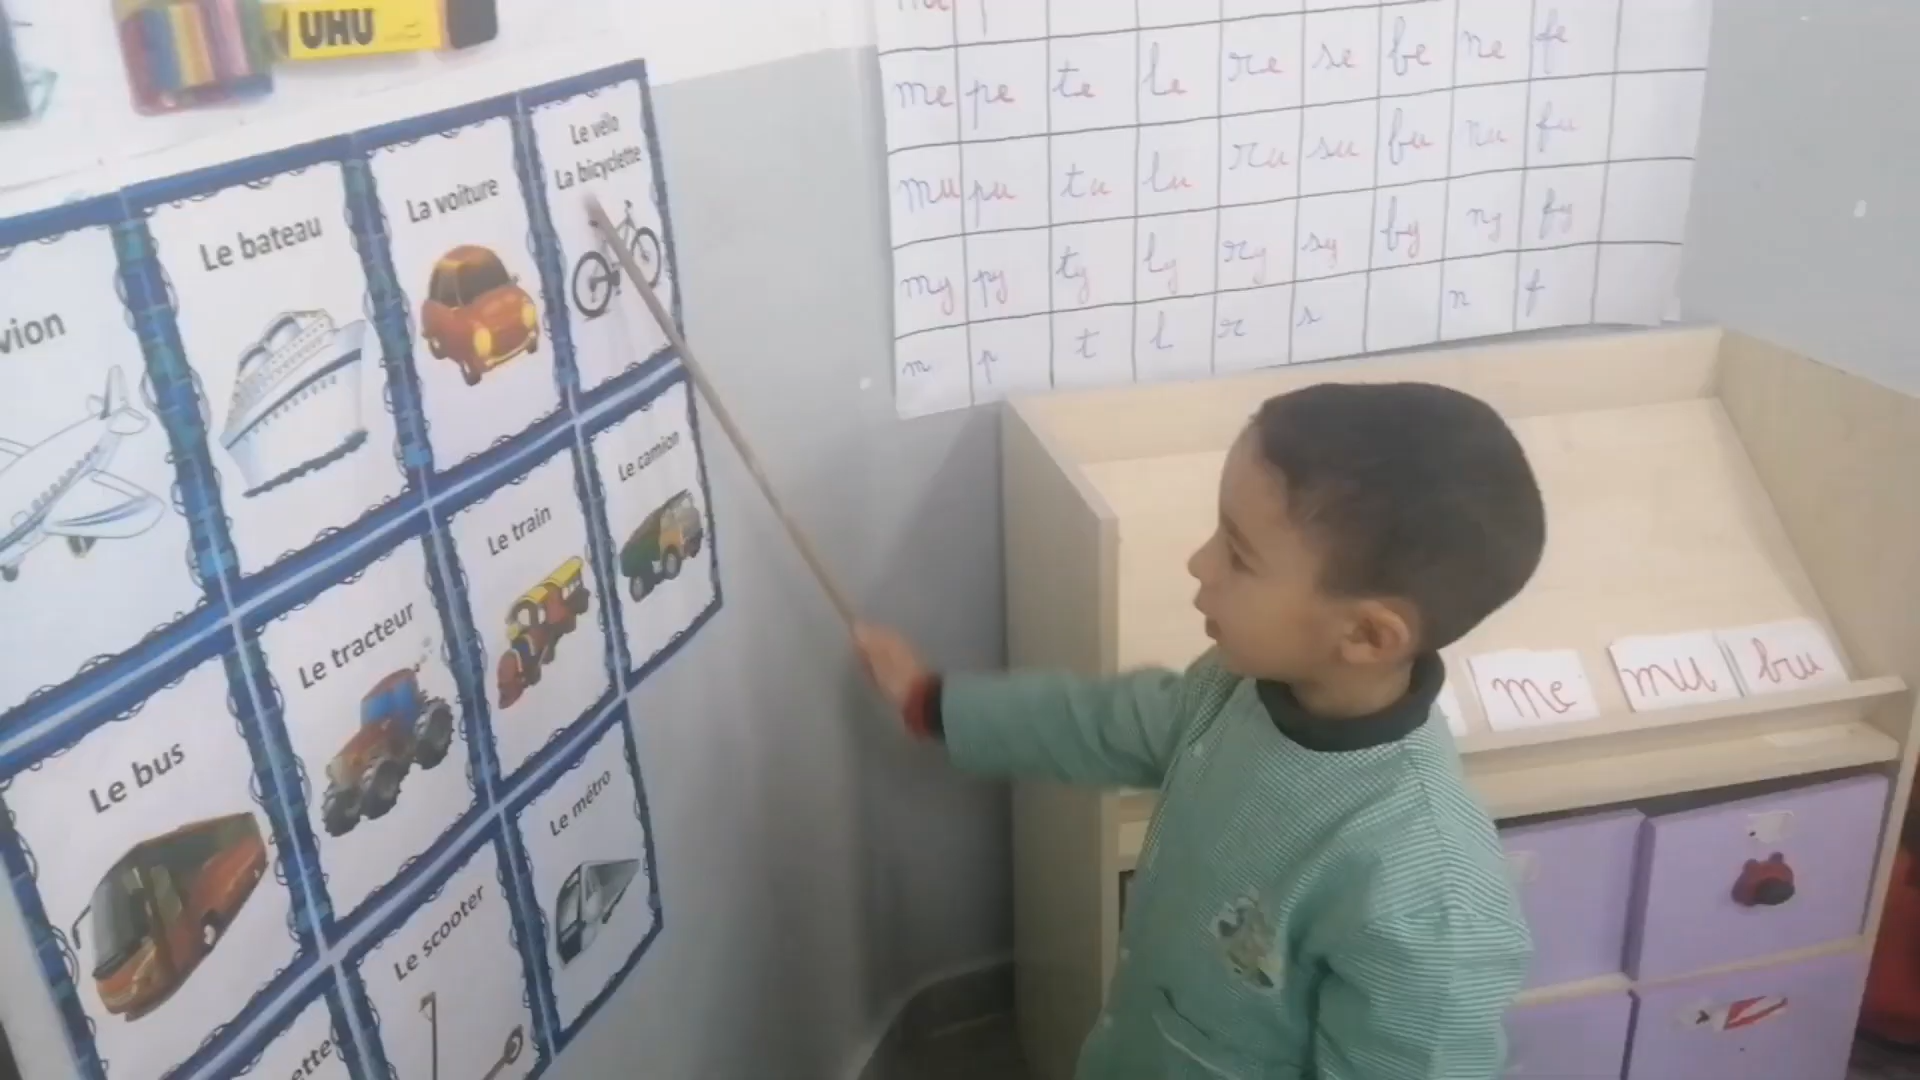 UHU
vion
Le bateau
La voiture
Le vélo
La bicyclette
Le bus
Le tracteur
Le train
Le camion
Le scooter
Le métro
ette
me pe te le re se be ne fe
mu pu tu lu ru su bu nu fu
my py ty ly ry sy by ny fy
m p t l r s n f
me mu bu